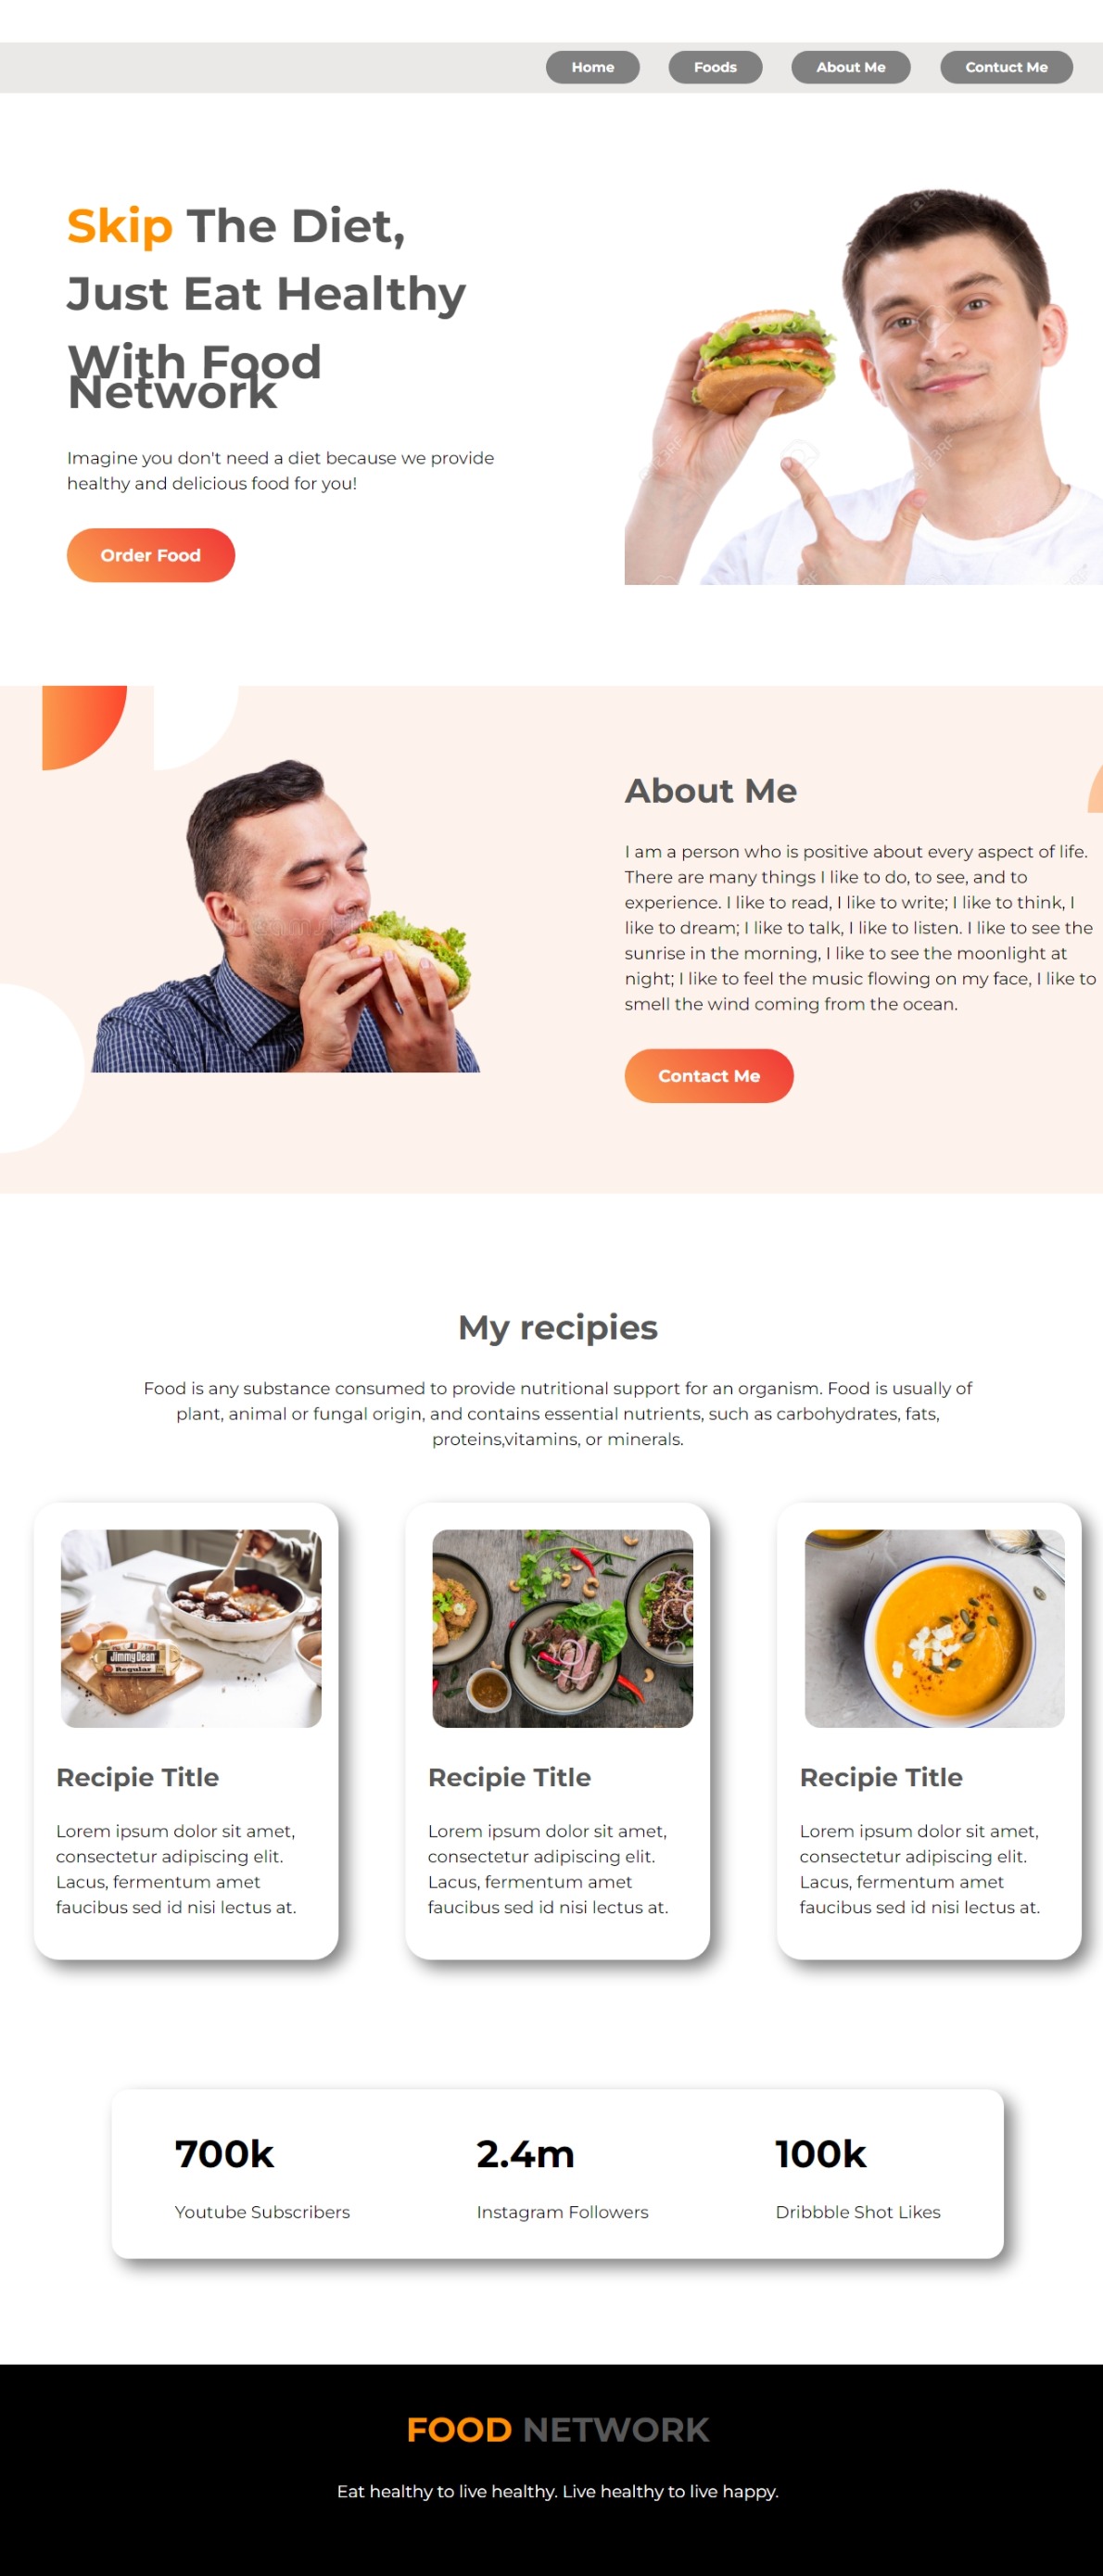 Home
Foods
About Me
Contuct Me
Skip The Diet,
Just Eat Healthy
With Food
Network
Imagine you don't need a diet because we provide
healthy and delicious food for you!
Order Food
123RF
About Me
I am a person who is positive about every aspect of life.
There are many things I like to do, to see, and to
experience. I like to read, I like to write; I like to think, I
like to dream; I like to talk, I like to listen. I like to see the
sunrise in the morning, I like to see the moonlight at
night; I like to feel the music flowing on my face, I like to
smell the wind coming from the ocean.
Contact Me
My recipies
Food is any substance consumed to provide nutritional support for an organism. Food is usually of
plant, animal or fungal origin, and contains essential nutrients, such as carbohydrates, fats,
proteins,vitamins, or minerals.
Jimmy Dean
Regular
Recipie Title
Lorem ipsum dolor sit amet,
consectetur adipiscing elit.
Lacus, fermentum amet
faucibus sed id nisi lectus at.
Recipie Title
Lorem ipsum dolor sit amet,
consectetur adipiscing elit.
Lacus, fermentum amet
faucibus sed id nisi lectus at.
Recipie Title
Lorem ipsum dolor sit amet,
consectetur adipiscing elit.
Lacus, fermentum amet
faucibus sed id nisi lectus at.
700k
Youtube Subscribers
2.4m
Instagram Followers
100k
Dribbble Shot Likes
FOOD NETWORK
Eat healthy to live healthy. Live healthy to live happy.